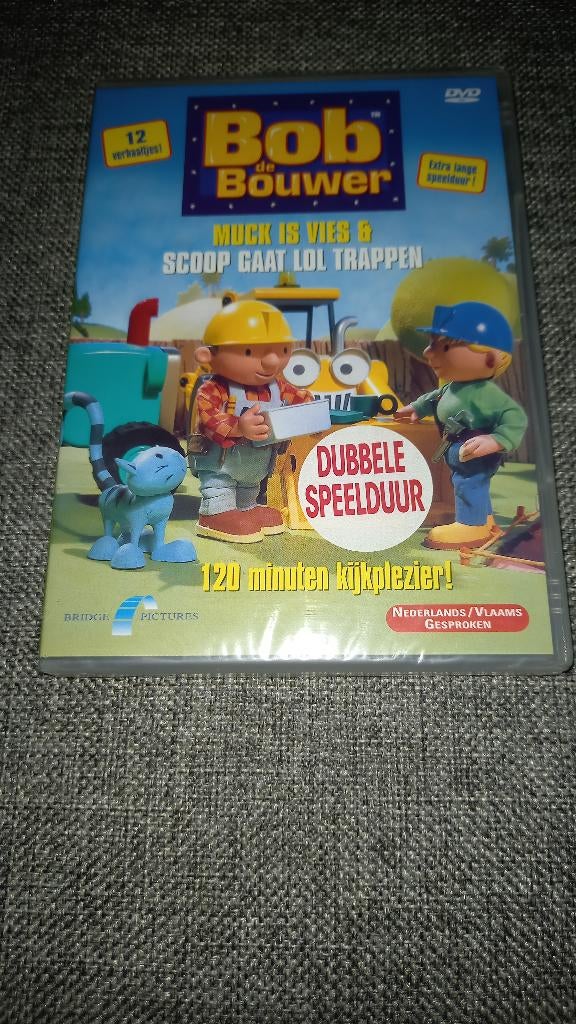 DVD
12
verhaaltjes!
Bob
de
Bouwer
TM
Extra lange
speelduur!
MUCK IS VIES &
SCOOP GAAT LOL TRAPPEN
DUBBELE
SPEELDUUR
120 minuten kijkplezier!
BRIDGE PICTURES
NEDERLANDS/VLAAMS
GESPROKEN